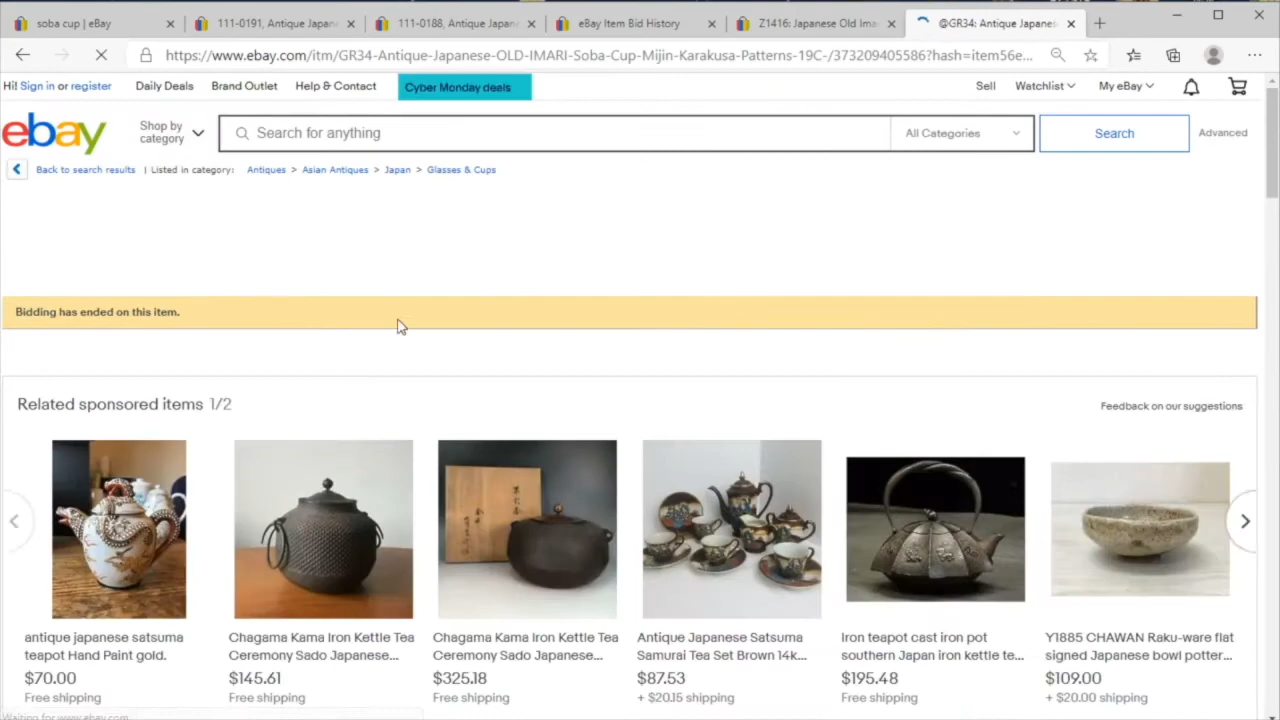 soba cup | eBay
111-0191, Antique Japan
111-0188, Antique Japan
eBay Item Bid History
Z1416: Japanese Old Ima
@GR34: Antique Japanes
https://www.ebay.com/itm/GR34-Antique-Japanese-OLD-IMARI-Soba-Cup-Mijin-Karakusa-Patterns-19C-/373209405586?hash=item56e...
Hi! Sign in or register
Daily Deals
Brand Outlet
Help & Contact
Cyber Monday deals
Sell
Watchlist
My eBay
ebay
Shop by
category
Search for anything
All Categories
Search
Advanced
Back to search results | Listed in category: Antiques > Asian Antiques > Japan > Glasses & Cups
Bidding has ended on this item.
Related sponsored items 1/2
Feedback on our suggestions
antique japanese satsuma
teapot Hand Paint gold.
$70.00
Free shipping
Chagama Kama Iron Kettle Tea
Ceremony Sado Japanese...
$145.61
Free shipping
Chagama Kama Iron Kettle Tea
Ceremony Sado Japanese...
$325.18
Free shipping
Antique Japanese Satsuma
Samurai Tea Set Brown 14k...
$87.53
+ $20.15 shipping
Iron teapot cast iron pot
southern Japan iron kettle te...
$195.48
Free shipping
Y1885 CHAWAN Raku-ware flat
signed Japanese bowl potter...
$109.00
+ $20.00 shipping
Waiting for www.ebay.com